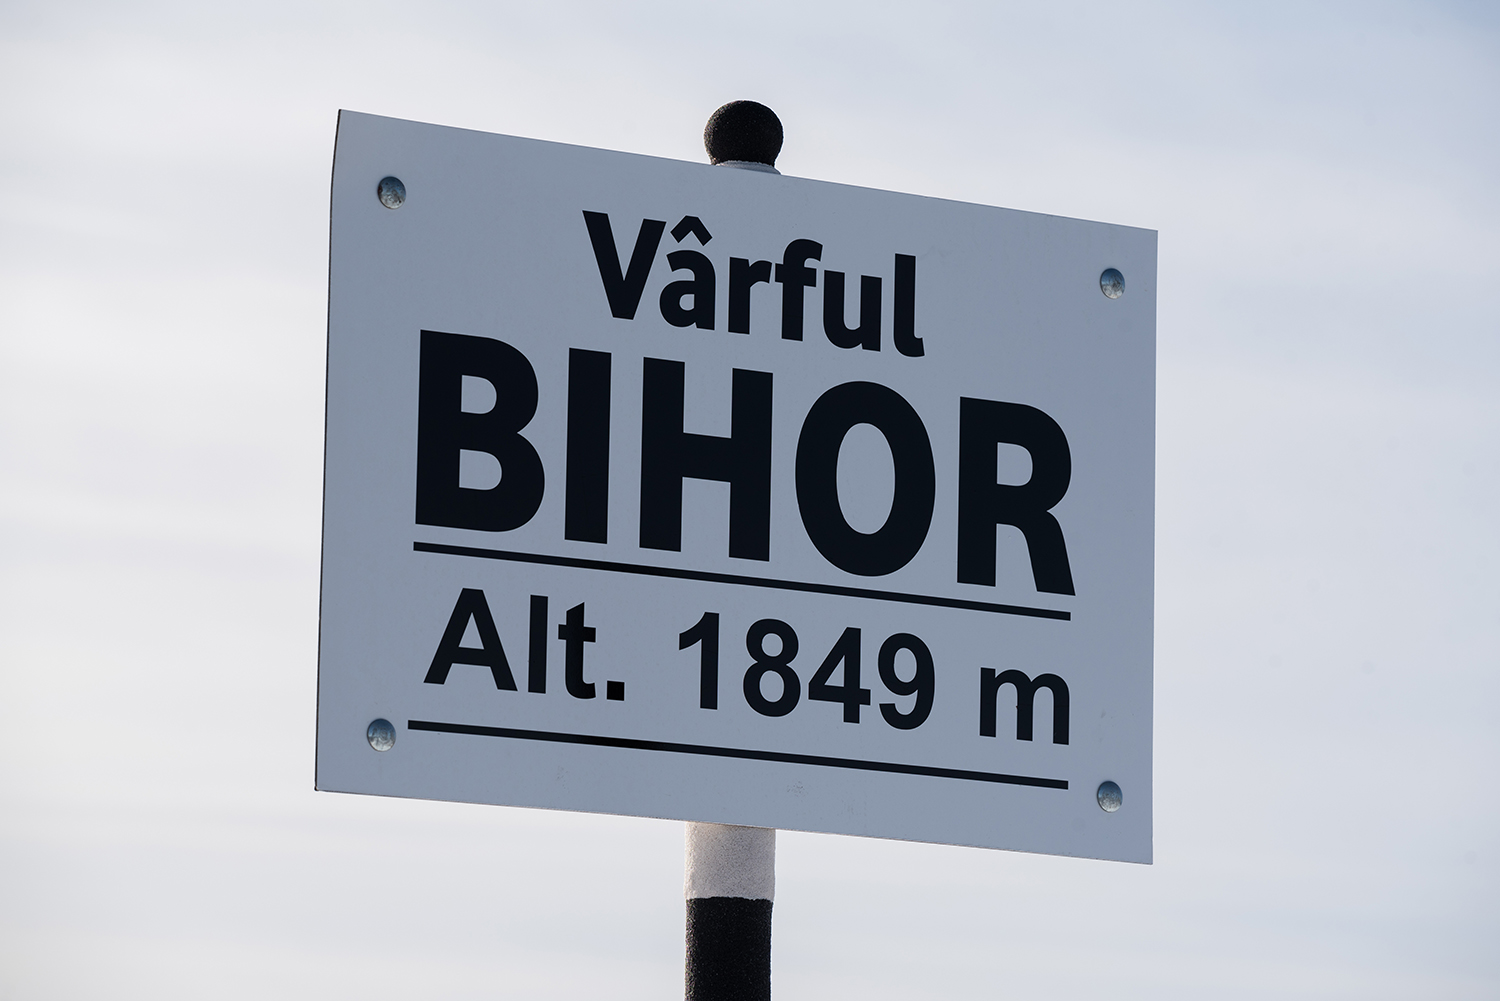 Vârful
BIHOR
Alt. 1849 m